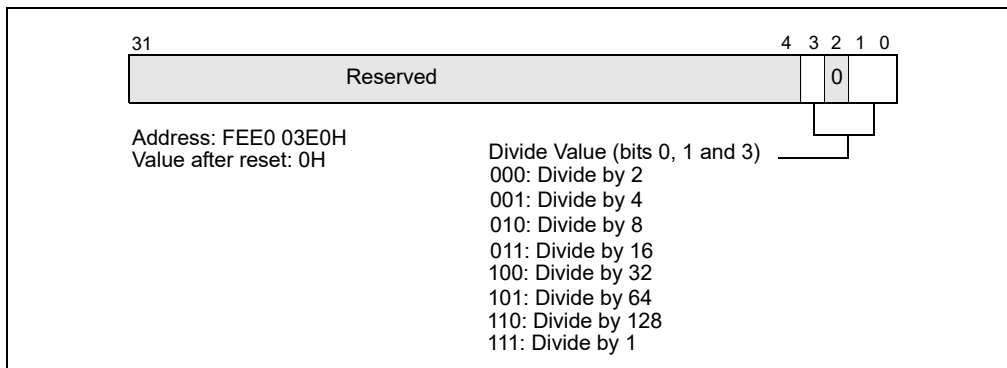 31 4 3 2 1 0
Reserved 0
Address: FEE0 03E0H
Value after reset: 0H
Divide Value (bits 0, 1 and 3)
000: Divide by 2
001: Divide by 4
010: Divide by 8
011: Divide by 16
100: Divide by 32
101: Divide by 64
110: Divide by 128
111: Divide by 1